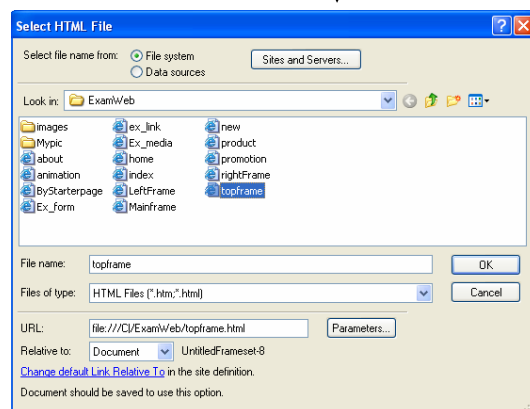 Select HTML File
Select file name from: File system Sites and Servers...
Data sources
Look in: ExamWeb
images ex_link new
Mypic Ex_media product
about home promotion
animation index rightFrame
ByStarterpage LeftFrame topframe
Ex_form Mainframe
File name: topframe OK
Files of type: HTML Files (*.htm;*.html) Cancel
URL: file:///C|/ExamWeb/topframe.html Parameters...
Relative to: Document UntitledFrameset-8
Change default Link Relative To in the site definition.
Document should be saved to use this option.